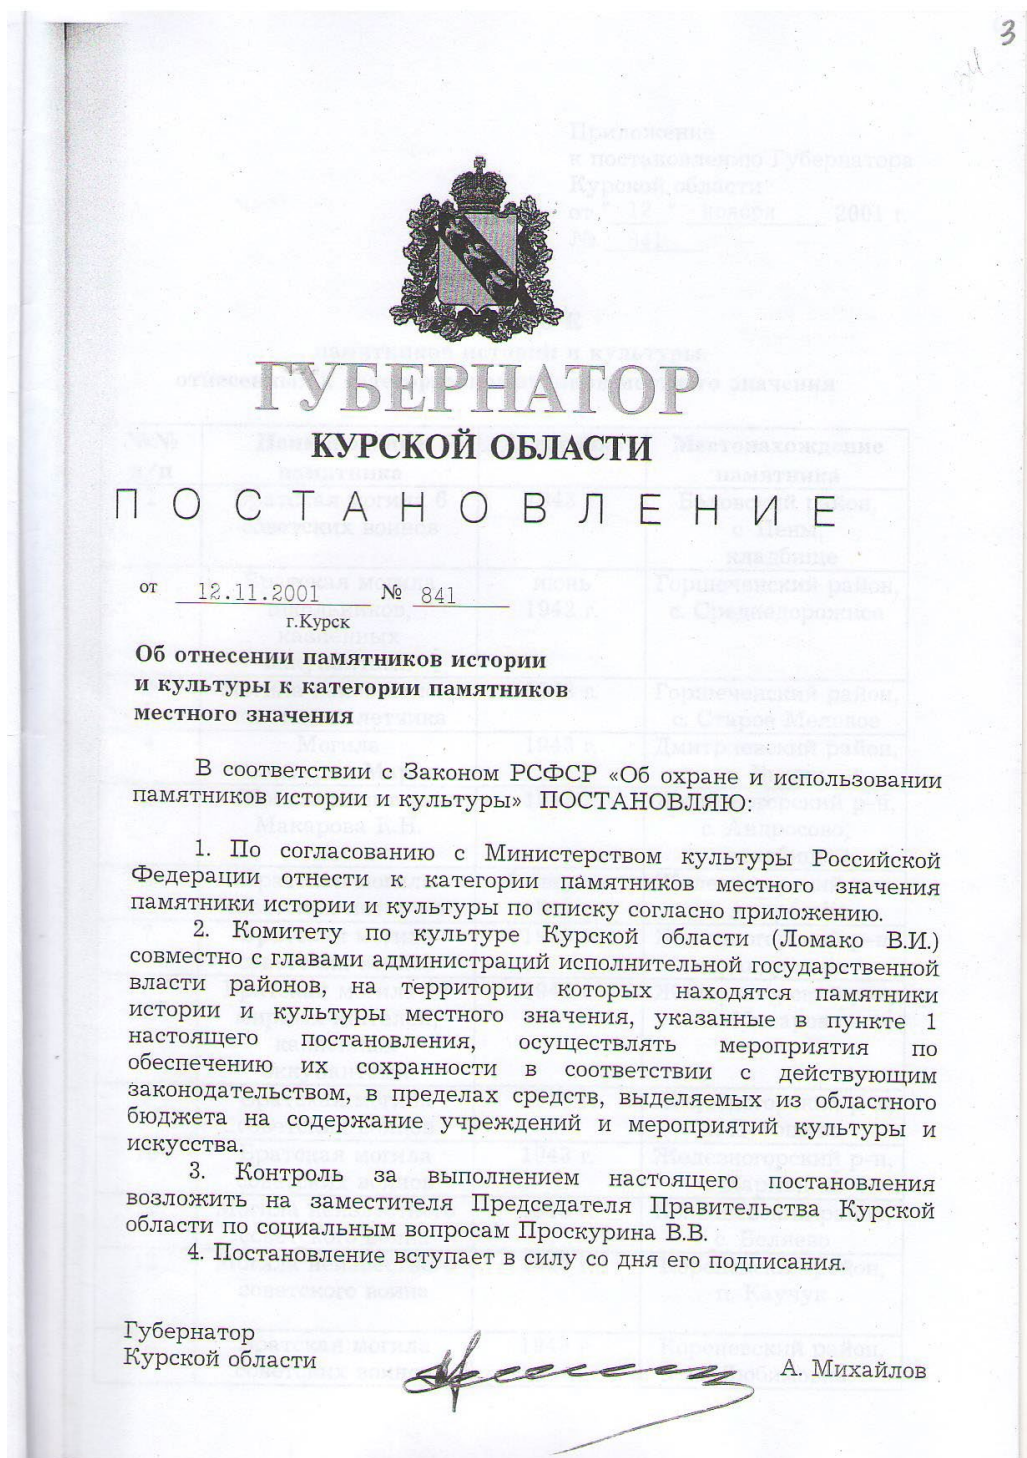 3
ГУБЕРНАТОР
КУРСКОЙ ОБЛАСТИ
ПОСТАНОВЛЕНИЕ
от 12.11.2001 № 841
г.Курск
Об отнесении памятников истории
и культуры к категории памятников
местного значения
В соответствии с Законом РСФСР «Об охране и использовании
памятников истории и культуры» ПОСТАНОВЛЯЮ:
1. По согласованию с Министерством культуры Российской
Федерации отнести к категории памятников местного значения
памятники истории и культуры по списку согласно приложению.
2. Комитету по культуре Курской области (Ломако В.И.)
совместно с главами администраций исполнительной государственной
власти районов, на территории которых находятся памятники
истории и культуры местного значения, указанные в пункте 1
настоящего постановления, осуществлять мероприятия по
обеспечению их сохранности в соответствии с действующим
законодательством, в пределах средств, выделяемых из областного
бюджета на содержание учреждений и мероприятий культуры и
искусства.
3. Контроль за выполнением настоящего постановления
возложить на заместителя Председателя Правительства Курской
области по социальным вопросам Проскурина В.В.
4. Постановление вступает в силу со дня его подписания.
Губернатор
Курской области
А. Михайлов